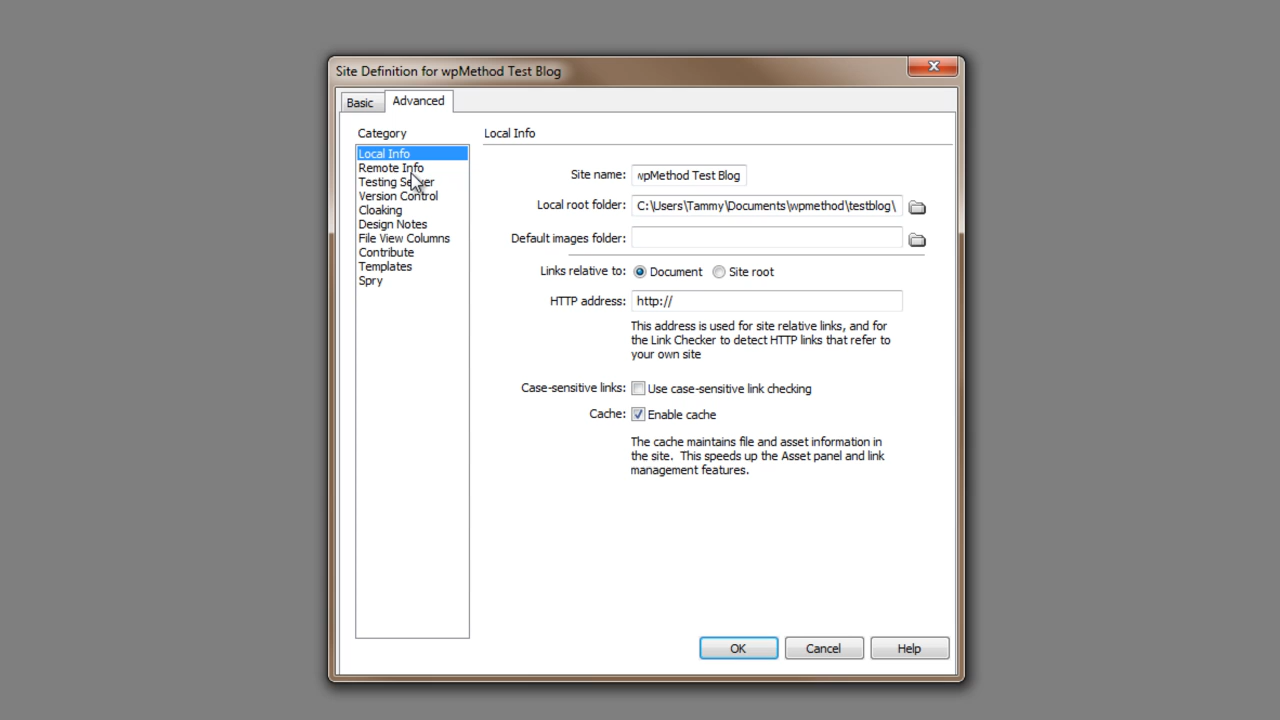 Site Definition for wpMethod Test Blog
Basic
Advanced
Category
Local Info
Remote Info
Testing Server
Version Control
Cloaking
Design Notes
File View Columns
Contribute
Templates
Spry
Local Info
Site name: wpMethod Test Blog
Local root folder: C:\Users\Tammy\Documents\wpmethod\testblog\
Default images folder:
Links relative to: Document Site root
HTTP address: http://
This address is used for site relative links, and for
the Link Checker to detect HTTP links that refer to
your own site
Case-sensitive links: Use case-sensitive link checking
Cache: Enable cache
The cache maintains file and asset information in
the site. This speeds up the Asset panel and link
management features.
OK Cancel Help